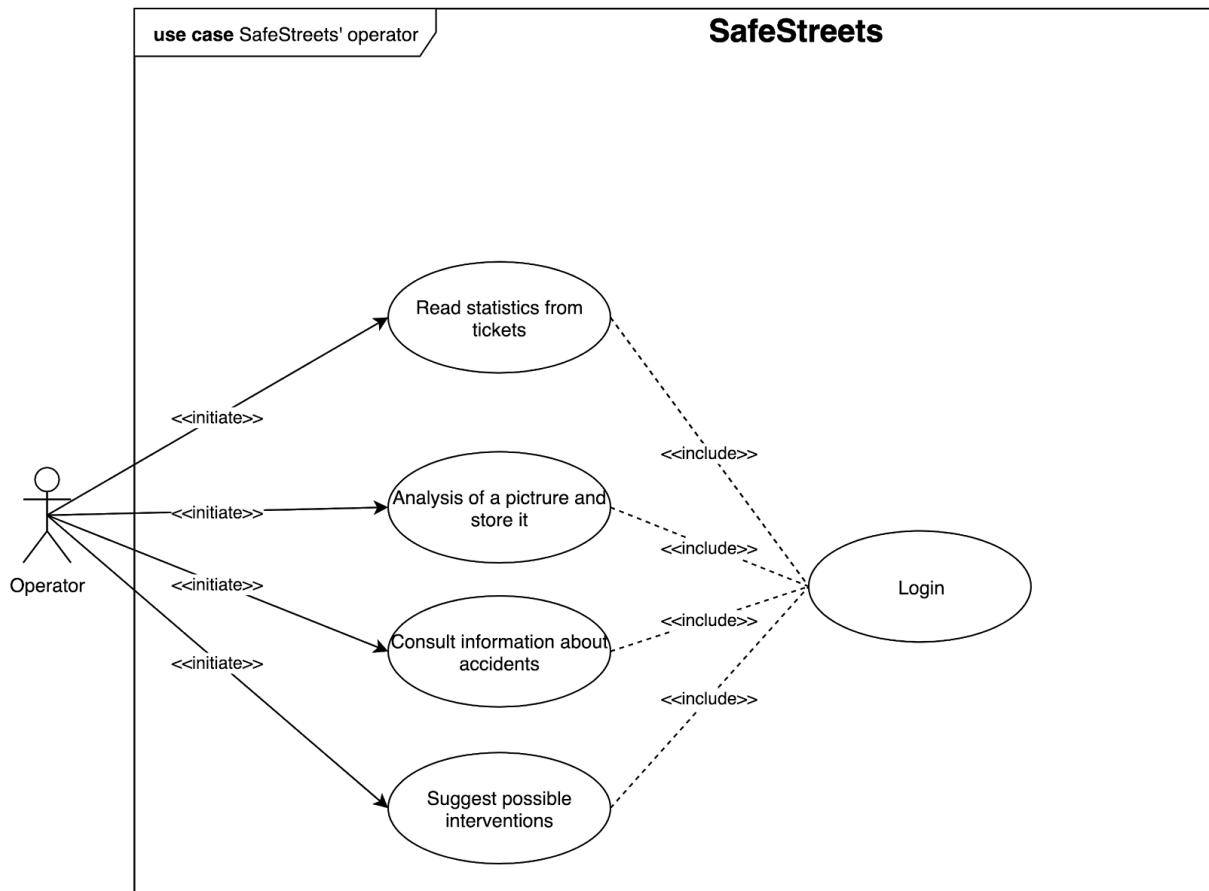 use case SafeStreets' operator
SafeStreets
Read statistics from
tickets
<<initiate>>
<<include>>
Analysis of a pictrure and
store it
<<initiate>>
<<include>>
Operator
<<initiate>>
Login
<<include>>
Consult information about
accidents
<<initiate>>
<<include>>
Suggest possible
interventions